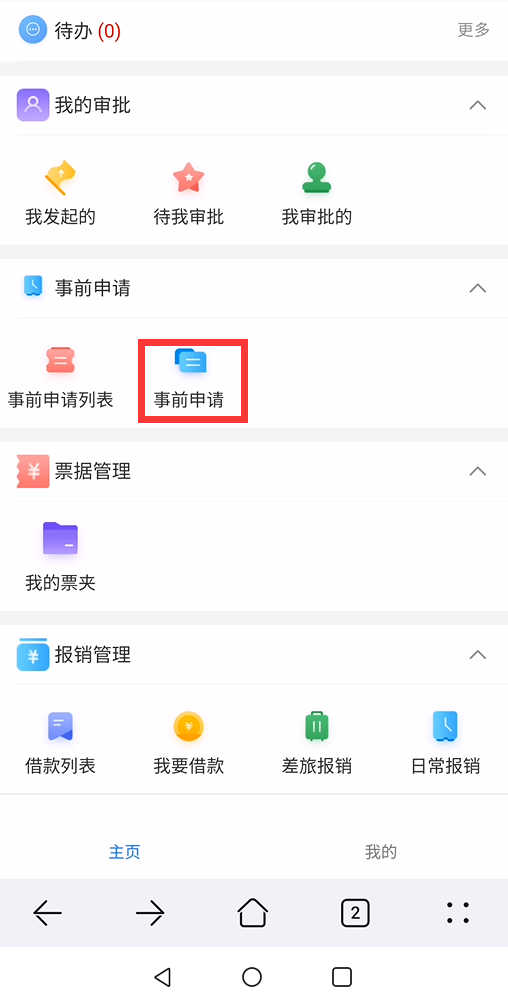 待办 (0) 更多
我的审批
我发起的 待我审批 我审批的
事前申请
事前申请列表 事前申请
¥ 票据管理
我的票夹
¥ 报销管理
¥
借款列表 我要借款 差旅报销 日常报销
主页 我的
2